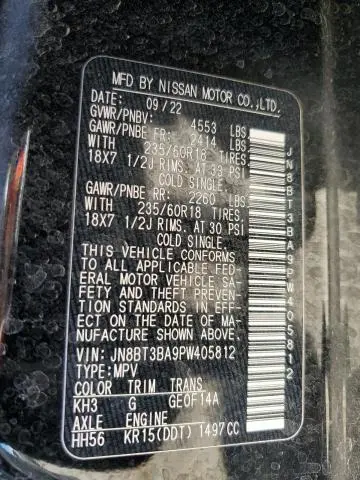 MFD BY NISSAN MOTOR CO.,LTD.
DATE: 09/22
GVWR/PNBV: 4553 LBS
GAWR/PNBE FR: 2414 LBS
WITH 235/60R18 TIRES
18X7 1/2J RIMS. AT 33 PSI
COLD SINGLE.
GAWR/PNBE RR: 2260 LBS
WITH 235/60R18 TIRES,
18X7 1/2J RIMS. AT 30 PSI
COLD SINGLE.
THIS VEHICLE CONFORMS
TO ALL APPLICABLE FED-
ERAL MOTOR VEHICLE SA-
FETY AND THEFT PREVENT-
ION STANDARDS IN EFF-
ECT ON THE DATE OF MA-
NUFACTURE SHOWN ABOVE.
VIN: JN8BT3BA9PW405812
TYPE: MPV
COLOR TRIM TRANS
KH3 G GE0F14A
AXLE ENGINE
HH56 KR15(DDT) 1497CC
JN8BT3BA9PW405812